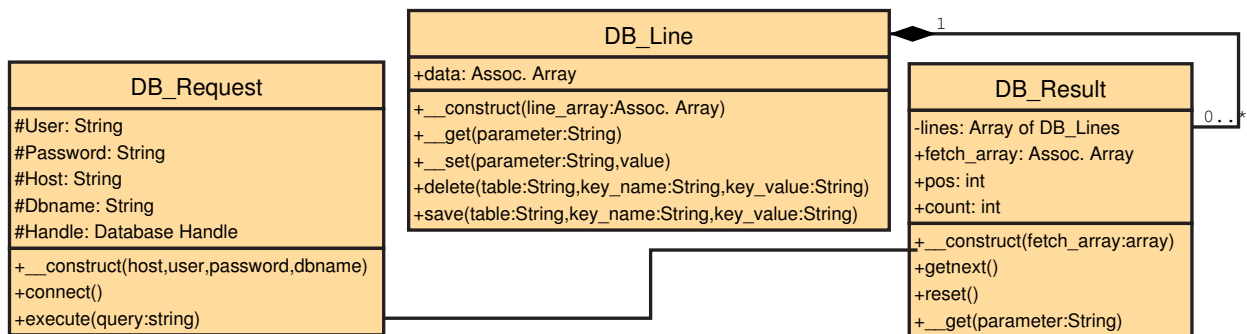 DB_Request
#User: String
#Password: String
#Host: String
#Dbname: String
#Handle: Database Handle
+__construct(host,user,password,dbname)
+connect()
+execute(query:string)
DB_Line
+data: Assoc. Array
+__construct(line_array:Assoc. Array)
+__get(parameter:String)
+__set(parameter:String,value)
+delete(table:String,key_name:String,key_value:String)
+save(table:String,key_name:String,key_value:String)
1
0..*
DB_Result
-lines: Array of DB_Lines
+fetch_array: Assoc. Array
+pos: int
+count: int
+__construct(fetch_array:array)
+getnext()
+reset()
+__get(parameter:String)